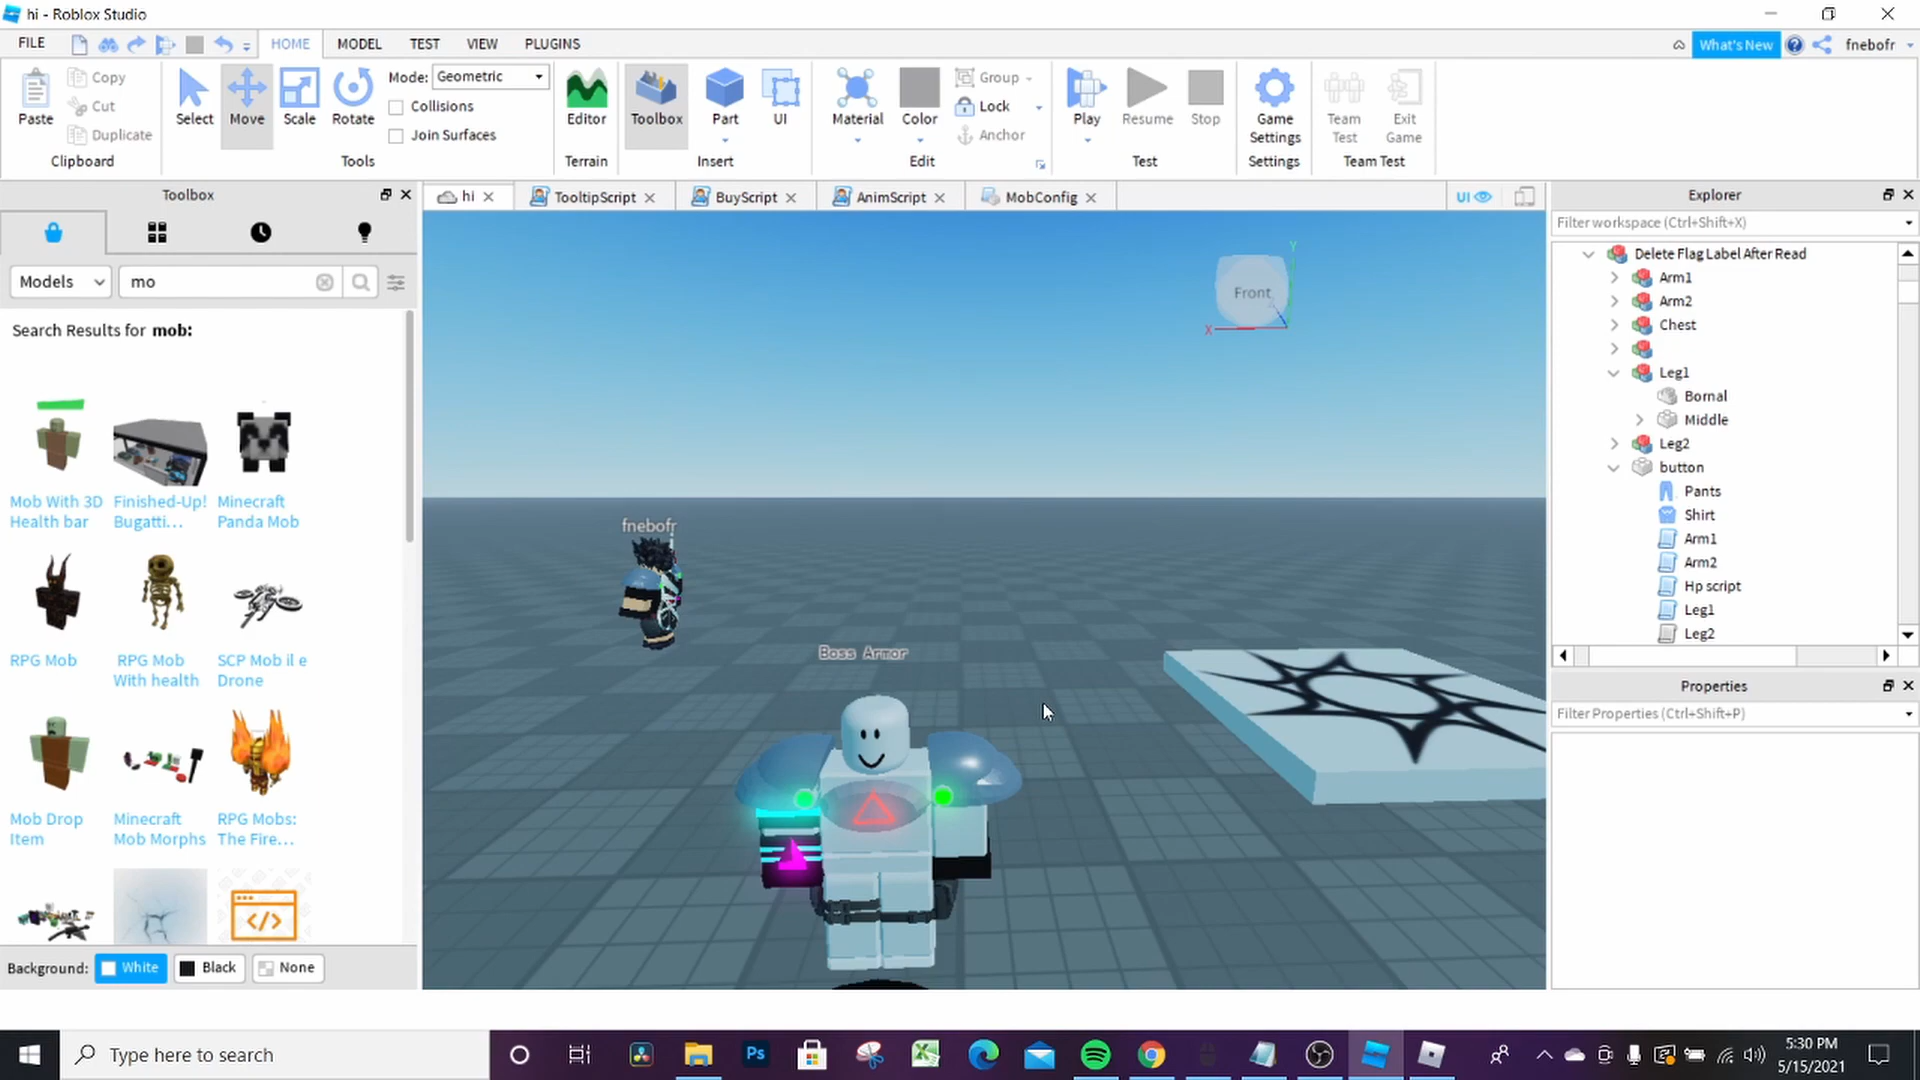 hi - Roblox Studio
FILE
HOME
MODEL
TEST
VIEW
PLUGINS
What's New
fnebofr
Paste
Copy
Cut
Duplicate
Clipboard
Select
Move
Scale
Rotate
Mode: Geometric
Collisions
Join Surfaces
Tools
Editor
Terrain
Toolbox
Part
UI
Insert
Material
Color
Group
Lock
Anchor
Edit
Play
Resume
Stop
Test
Game Settings
Settings
Team Test
Exit Game
Team Test
Toolbox
hi
TooltipScript
BuyScript
AnimScript
MobConfig
UI
Explorer
Filter workspace (Ctrl+Shift+X)
Models
mo
Search Results for mob:
Mob With 3D Health bar
Finished-Up! Bugatti...
Minecraft Panda Mob
RPG Mob
RPG Mob With health
SCP Mob il e Drone
Mob Drop Item
Minecraft Mob Morphs
RPG Mobs: The Fire...
Background:
White
Black
None
Front
Y
X
fnebofr
Boss Armor
Delete Flag Label After Read
Arm1
Arm2
Chest
Leg1
Bornal
Middle
Leg2
button
Pants
Shirt
Arm1
Arm2
Hp script
Leg1
Leg2
Properties
Filter Properties (Ctrl+Shift+P)
Type here to search
Ps
5:30 PM
5/15/2021